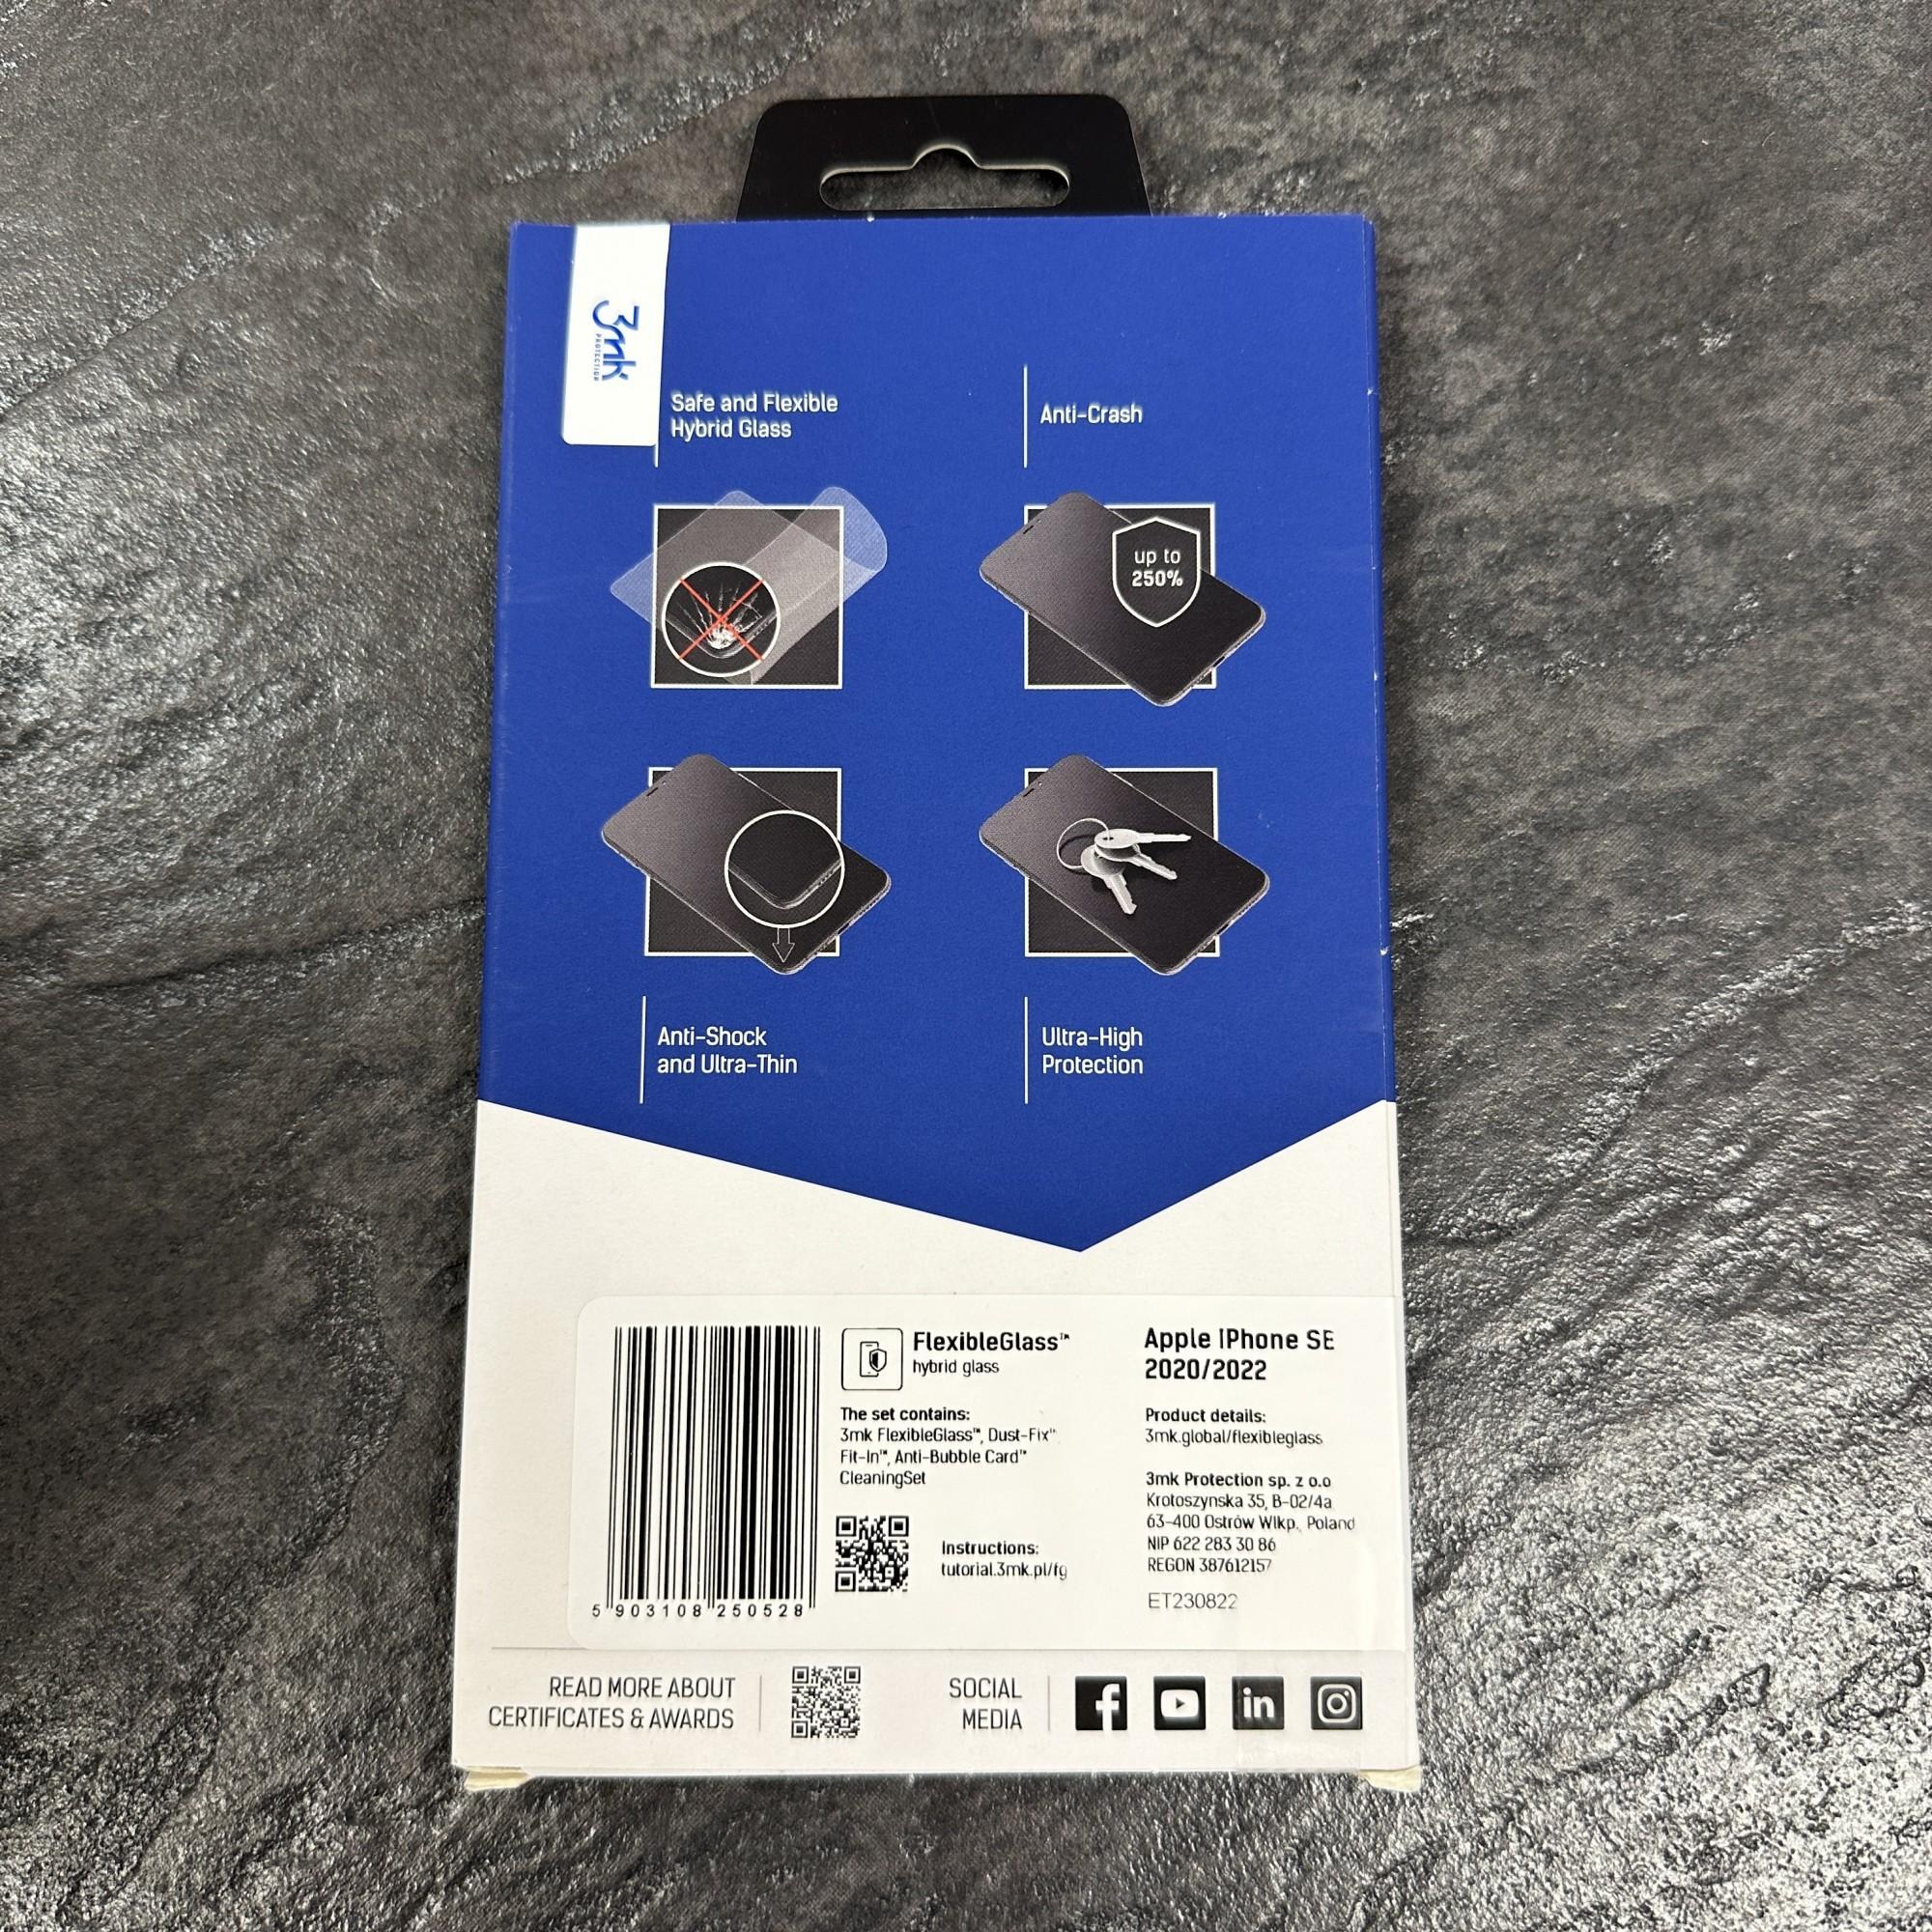 3mk
PROTECTION
Safe and Flexible
Hybrid Glass
Anti-Crash
up to
250%
Anti-Shock
and Ultra-Thin
Ultra-High
Protection
FlexibleGlass™
hybrid glass
The set contains:
3mk FlexibleGlass™, Dust-Fix™
Fit-In™, Anti-Bubble Card™
CleaningSet
Instructions:
tutorial.3mk.pl/fg
5 903108 250528
Apple iPhone SE
2020/2022
Product details:
3mk.global/flexibleglass
3mk Protection sp. z o.o
Krotoszynska 35, B-02/4a
63-400 Ostrów Wlkp., Poland
NIP 622 283 30 86
REGON 387612157
ET230822
READ MORE ABOUT
CERTIFICATES & AWARDS
SOCIAL
MEDIA